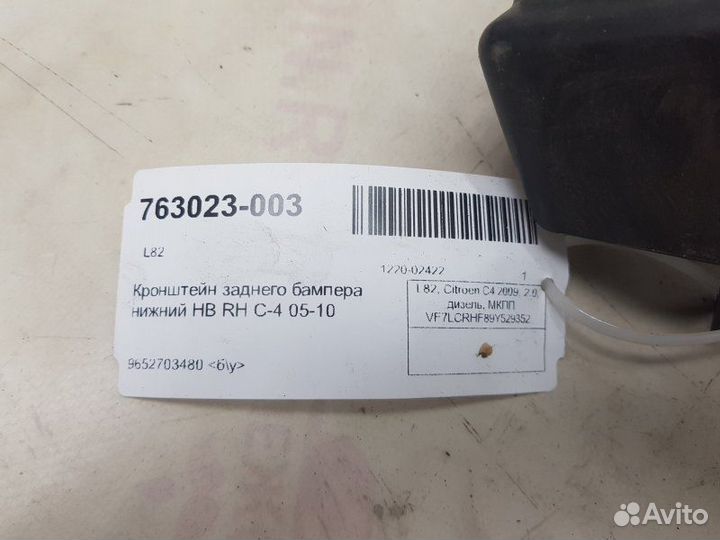 763023-003
L82
1220-02422 1
Кронштейн заднего бампера
нижний HB RH C-4 05-10
L82, Citroen C4 2009, 2.0,
дизель, МКПП
VF7LCRHF89Y529352
9652703480 <б\у>
Avito